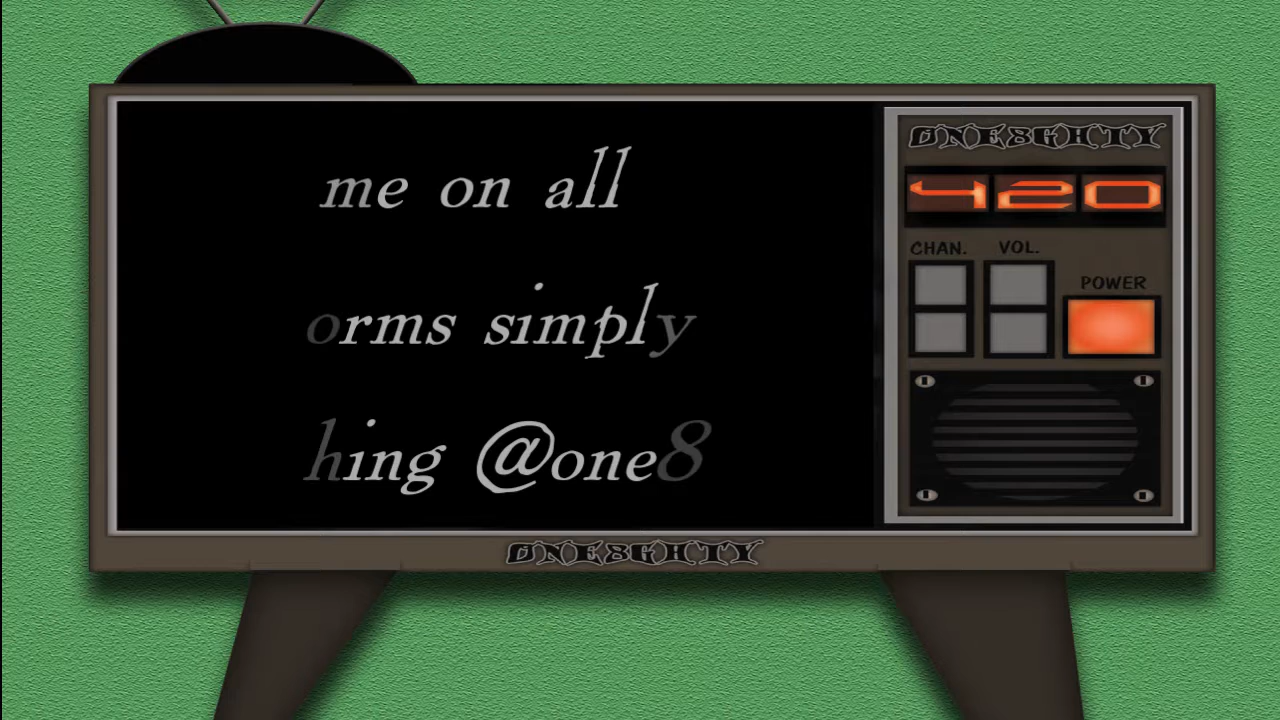 me on all
orms simply
hing @one8
ONE8GHTY
420
CHAN. VOL.
POWER
ONE8GHTY